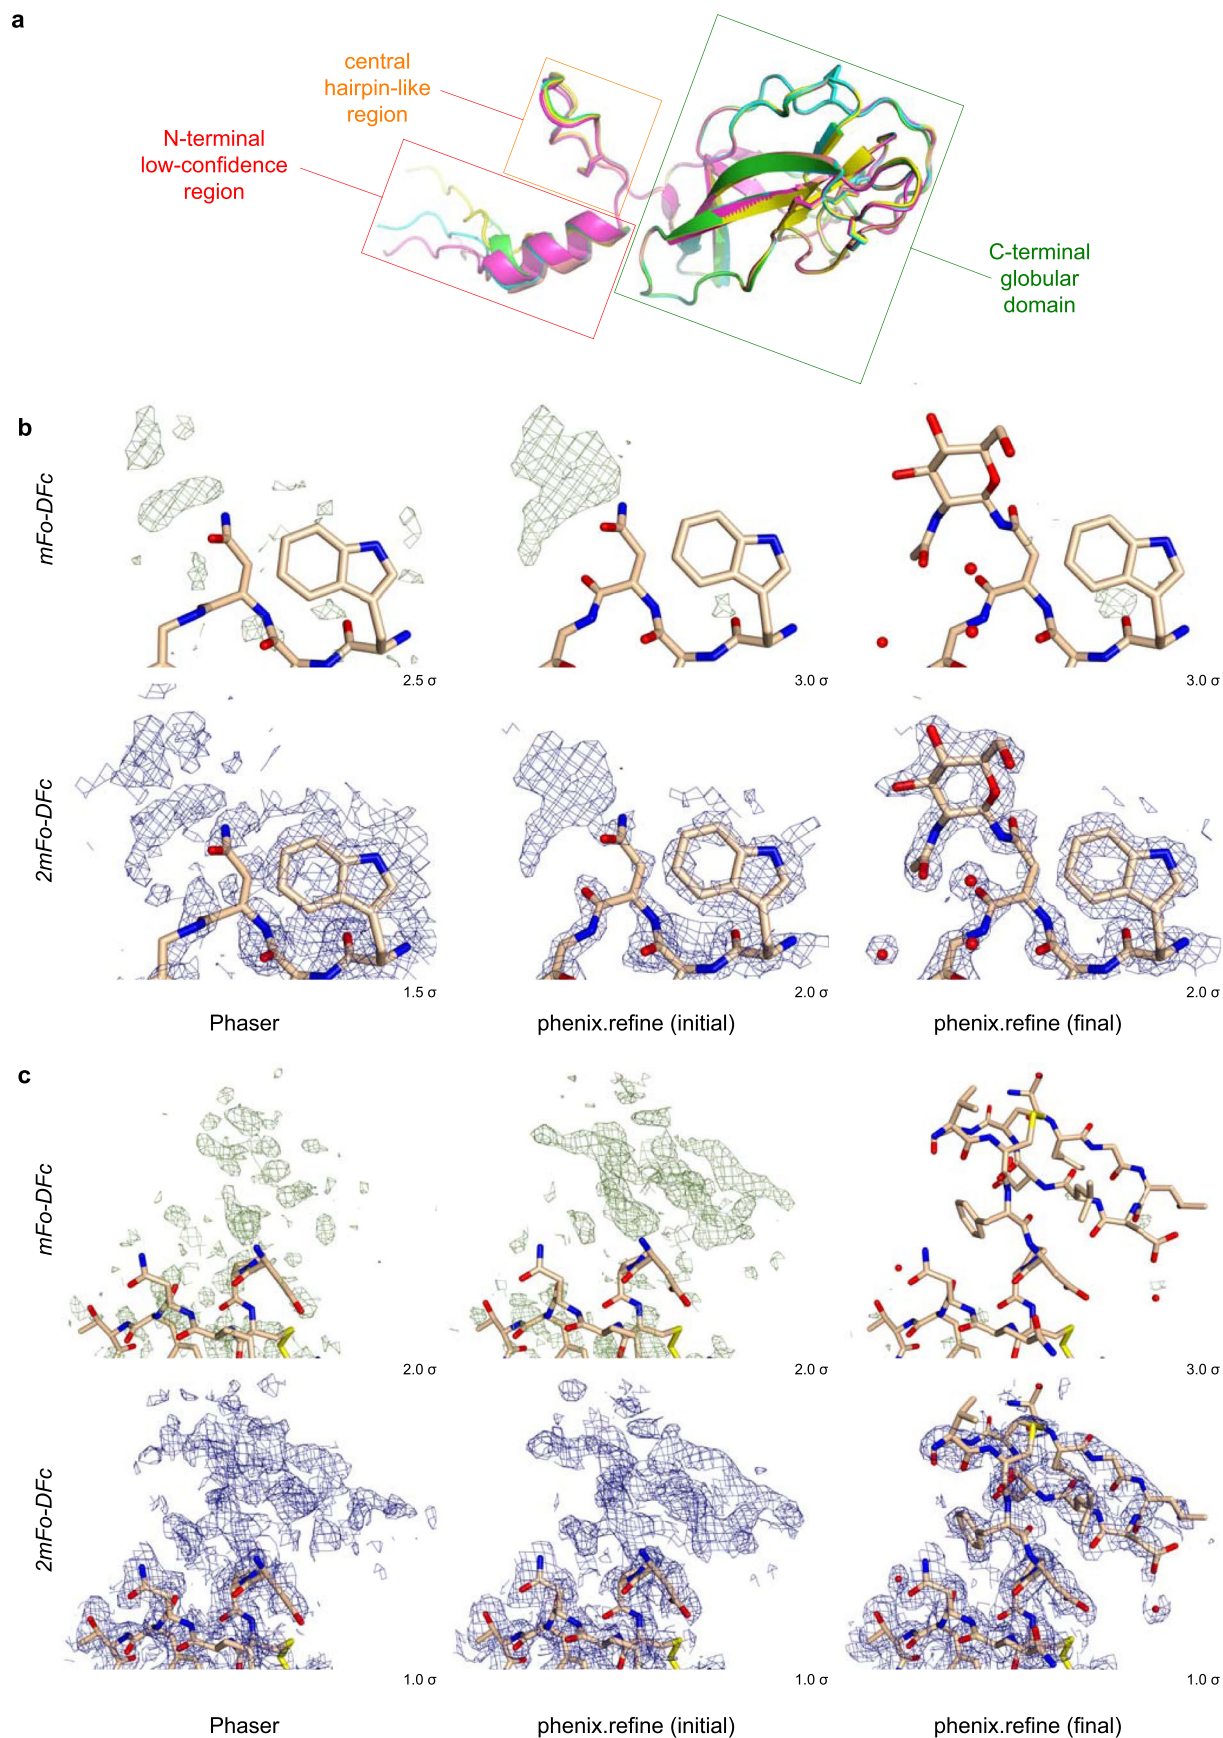 a
central
hairpin-like
region
N-terminal
low-confidence
region
C-terminal
globular
domain
b
mFo-DFc
2.5 σ
3.0 σ
3.0 σ
2mFo-DFc
1.5 σ
2.0 σ
2.0 σ
Phaser
phenix.refine (initial)
phenix.refine (final)
c
mFo-DFc
2.0 σ
2.0 σ
3.0 σ
2mFo-DFc
1.0 σ
1.0 σ
1.0 σ
Phaser
phenix.refine (initial)
phenix.refine (final)